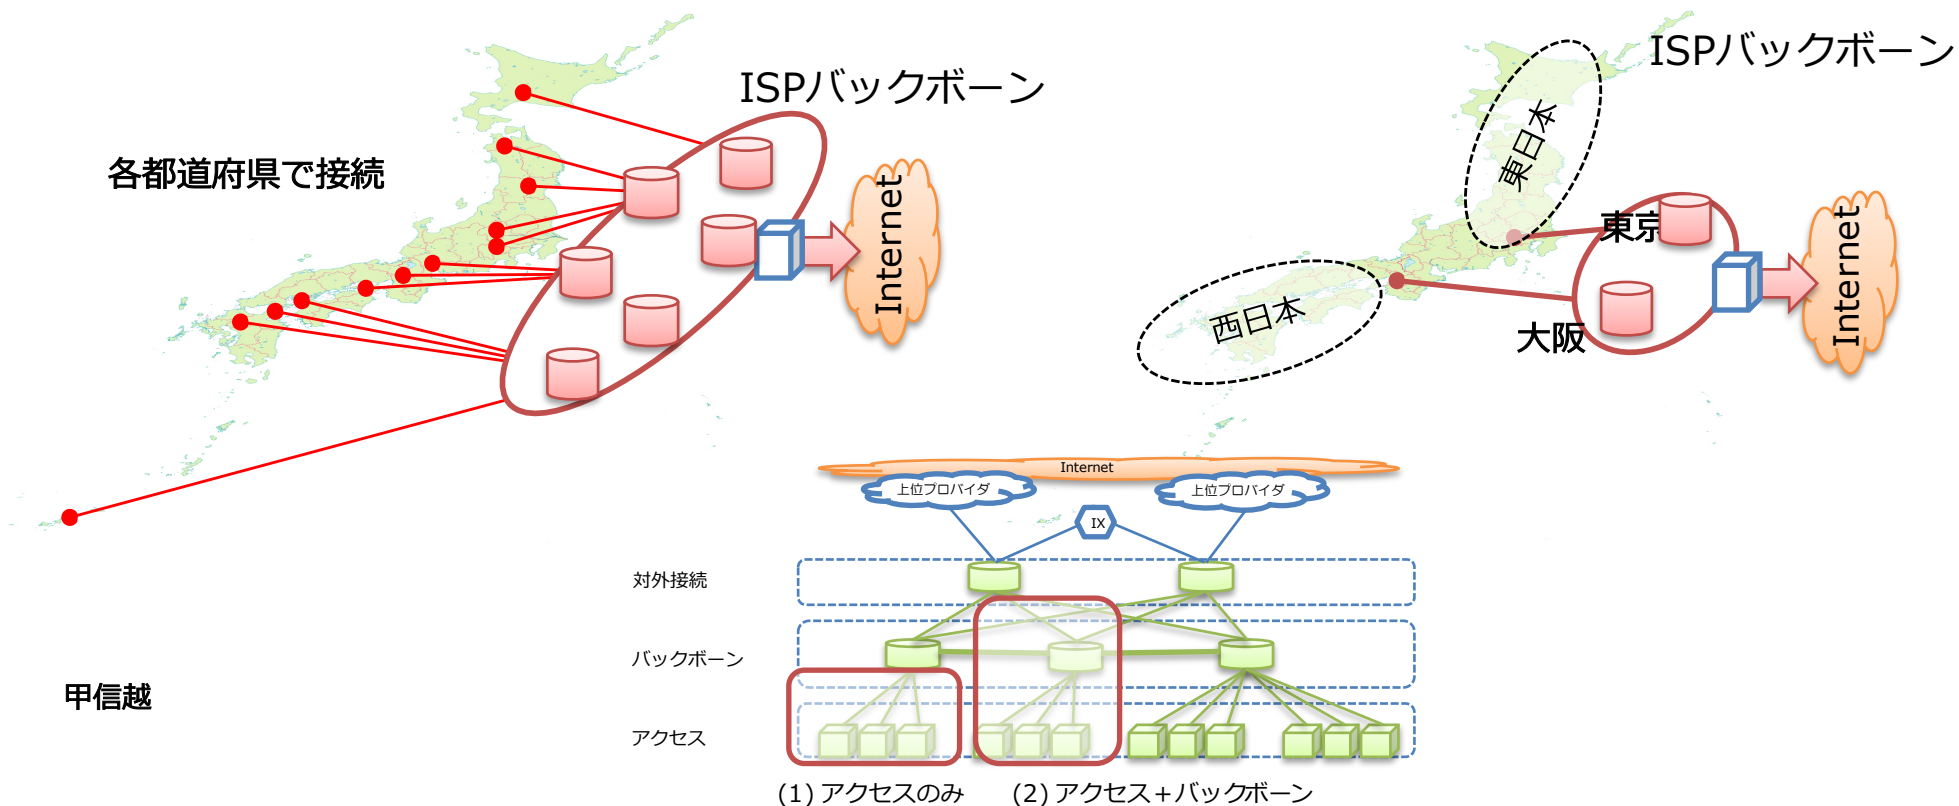 ISPバックボーン
各都道府県で接続
Internet
ISPバックボーン
東日本
西日本
東京
大阪
Internet
Internet
上位プロバイダ
上位プロバイダ
IX
対外接続
バックボーン
アクセス
甲信越
(1) アクセスのみ
(2) アクセス+バックボーン